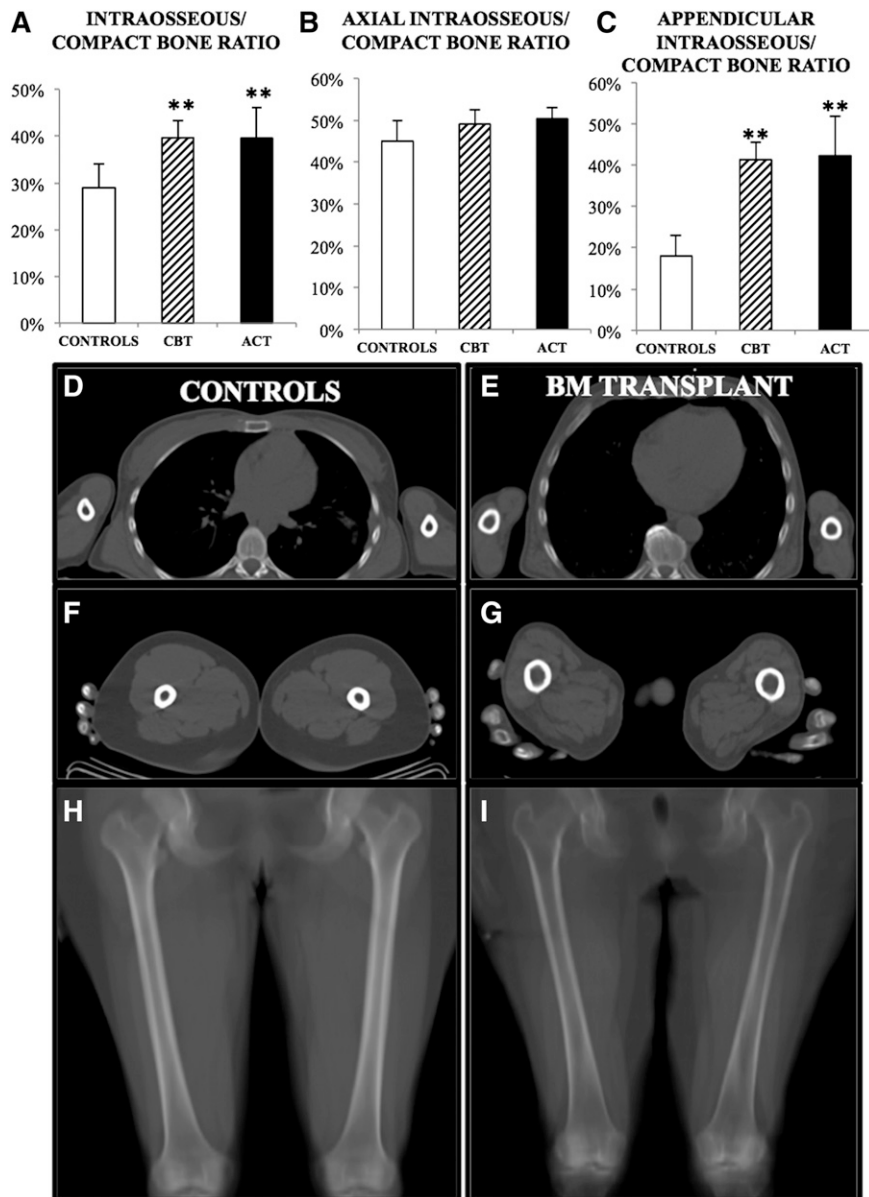 A
INTRAOSSEOUS/
COMPACT BONE RATIO
50%
40%
30%
20%
10%
0%
**
**
CONTROLS CBT ACT
B
AXIAL INTRAOSSEOUS/
COMPACT BONE RATIO
60%
50%
40%
30%
20%
10%
0%
CONTROLS CBT ACT
C
APPENDICULAR
INTRAOSSEOUS/
COMPACT BONE RATIO
60%
50%
40%
30%
20%
10%
0%
**
**
CONTROLS CBT ACT
D
CONTROLS
E
BM TRANSPLANT
F
G
H
I